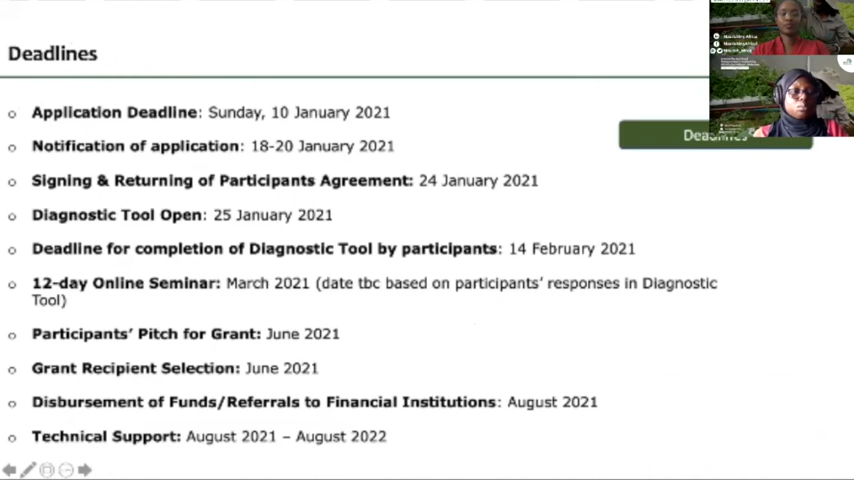 Deadlines
Application Deadline: Sunday, 10 January 2021
Notification of application: 18-20 January 2021
Signing & Returning of Participants Agreement: 24 January 2021
Diagnostic Tool Open: 25 January 2021
Deadline for completion of Diagnostic Tool by participants: 14 February 2021
12-day Online Seminar: March 2021 (date tbc based on participants' responses in Diagnostic
Tool)
Participants' Pitch for Grant: June 2021
Grant Recipient Selection: June 2021
Disbursement of Funds/Referrals to Financial Institutions: August 2021
Technical Support: August 2021 – August 2022